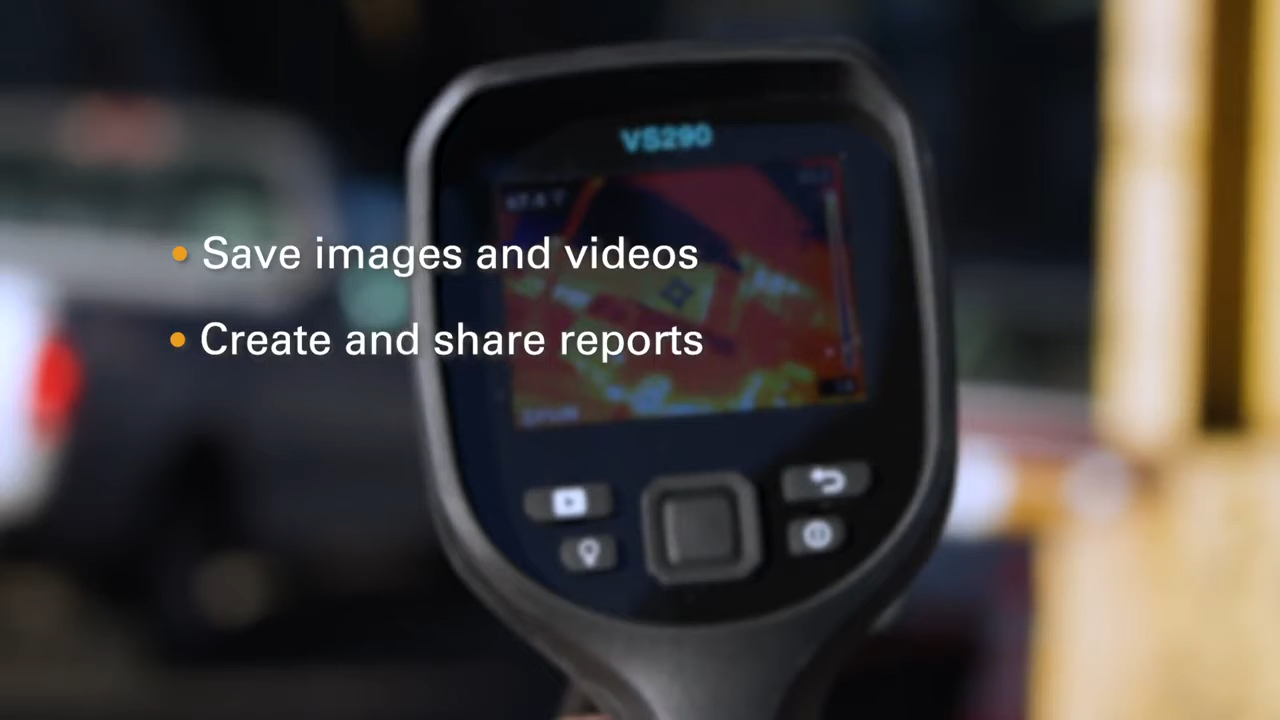 VS290
• Save images and videos
• Create and share reports